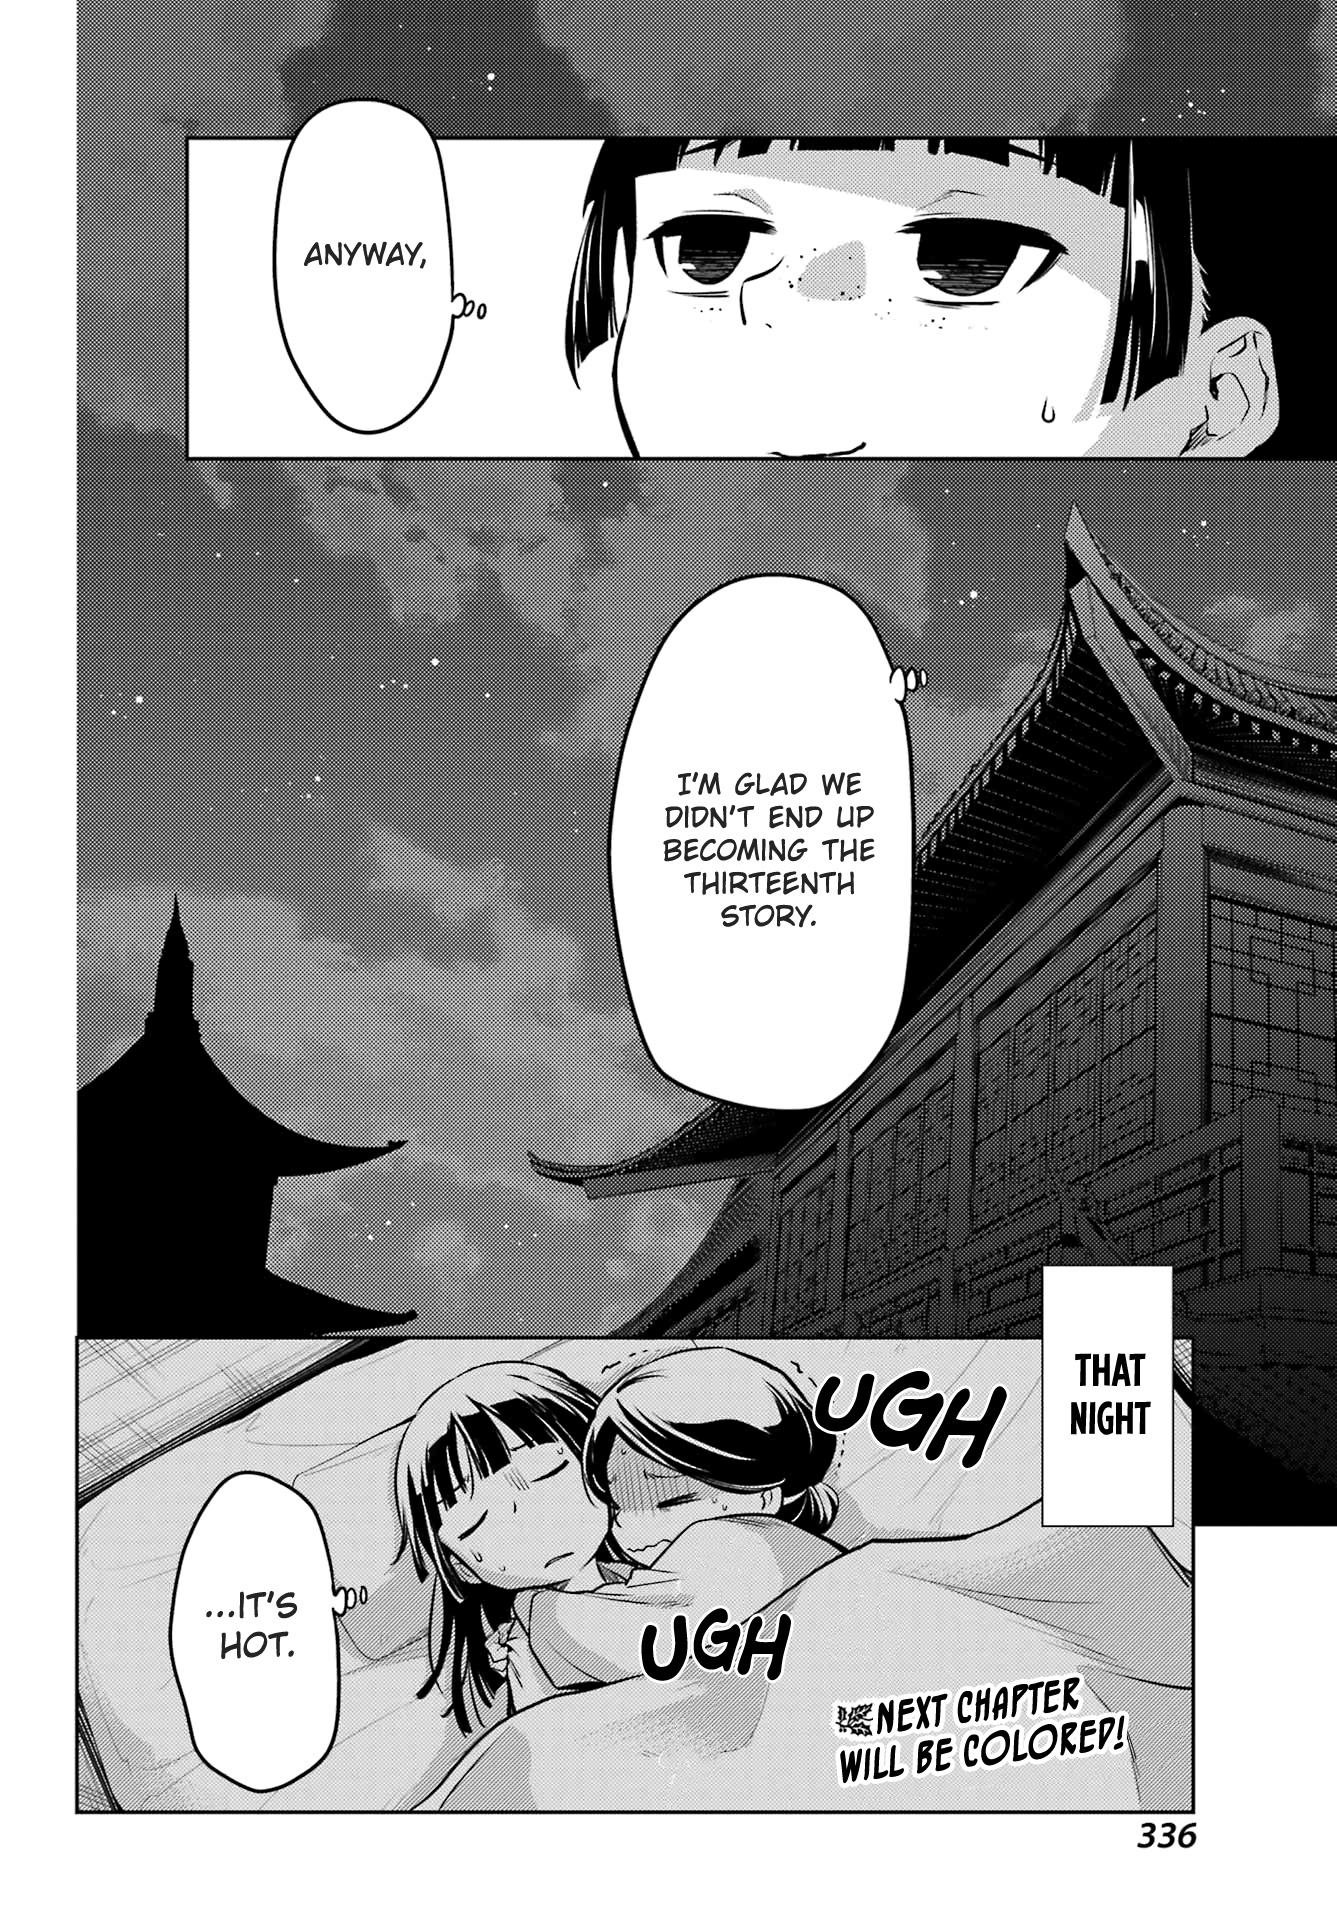 ANYWAY,
I'M GLAD WE
DIDN'T END UP
BECOMING THE
THIRTEENTH
STORY.
THAT
NIGHT
UGH
UGH
...IT'S
HOT.
NEXT CHAPTER
WILL BE COLORED!
336